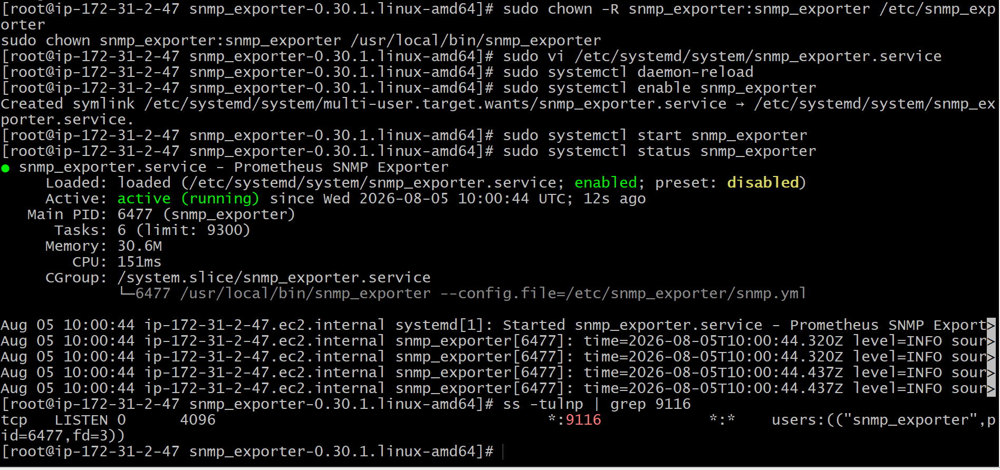 [root@ip-172-31-2-47 snmp_exporter-0.30.1.linux-amd64]# sudo chown -R snmp_exporter:snmp_exporter /etc/snmp_exp
orter
sudo chown snmp_exporter:snmp_exporter /usr/local/bin/snmp_exporter
[root@ip-172-31-2-47 snmp_exporter-0.30.1.linux-amd64]# sudo vi /etc/systemd/system/snmp_exporter.service
[root@ip-172-31-2-47 snmp_exporter-0.30.1.linux-amd64]# sudo systemctl daemon-reload
[root@ip-172-31-2-47 snmp_exporter-0.30.1.linux-amd64]# sudo systemctl enable snmp_exporter
Created symlink /etc/systemd/system/multi-user.target.wants/snmp_exporter.service → /etc/systemd/system/snmp_ex
porter.service.
[root@ip-172-31-2-47 snmp_exporter-0.30.1.linux-amd64]# sudo systemctl start snmp_exporter
[root@ip-172-31-2-47 snmp_exporter-0.30.1.linux-amd64]# sudo systemctl status snmp_exporter
● snmp_exporter.service - Prometheus SNMP Exporter
     Loaded: loaded (/etc/systemd/system/snmp_exporter.service; enabled; preset: disabled)
     Active: active (running) since Wed 2026-08-05 10:00:44 UTC; 12s ago
   Main PID: 6477 (snmp_exporter)
      Tasks: 6 (limit: 9300)
     Memory: 30.6M
        CPU: 151ms
     CGroup: /system.slice/snmp_exporter.service
             └─6477 /usr/local/bin/snmp_exporter --config.file=/etc/snmp_exporter/snmp.yml
Aug 05 10:00:44 ip-172-31-2-47.ec2.internal systemd[1]: Started snmp_exporter.service - Prometheus SNMP Export>
Aug 05 10:00:44 ip-172-31-2-47.ec2.internal snmp_exporter[6477]: time=2026-08-05T10:00:44.320Z level=INFO sour>
Aug 05 10:00:44 ip-172-31-2-47.ec2.internal snmp_exporter[6477]: time=2026-08-05T10:00:44.320Z level=INFO sour>
Aug 05 10:00:44 ip-172-31-2-47.ec2.internal snmp_exporter[6477]: time=2026-08-05T10:00:44.437Z level=INFO sour>
Aug 05 10:00:44 ip-172-31-2-47.ec2.internal snmp_exporter[6477]: time=2026-08-05T10:00:44.437Z level=INFO sour>
[root@ip-172-31-2-47 snmp_exporter-0.30.1.linux-amd64]# ss -tulnp | grep 9116
tcp   LISTEN 0      4096                                     *:9116            *:*    users:(("snmp_exporter",p
id=6477,fd=3))
[root@ip-172-31-2-47 snmp_exporter-0.30.1.linux-amd64]#